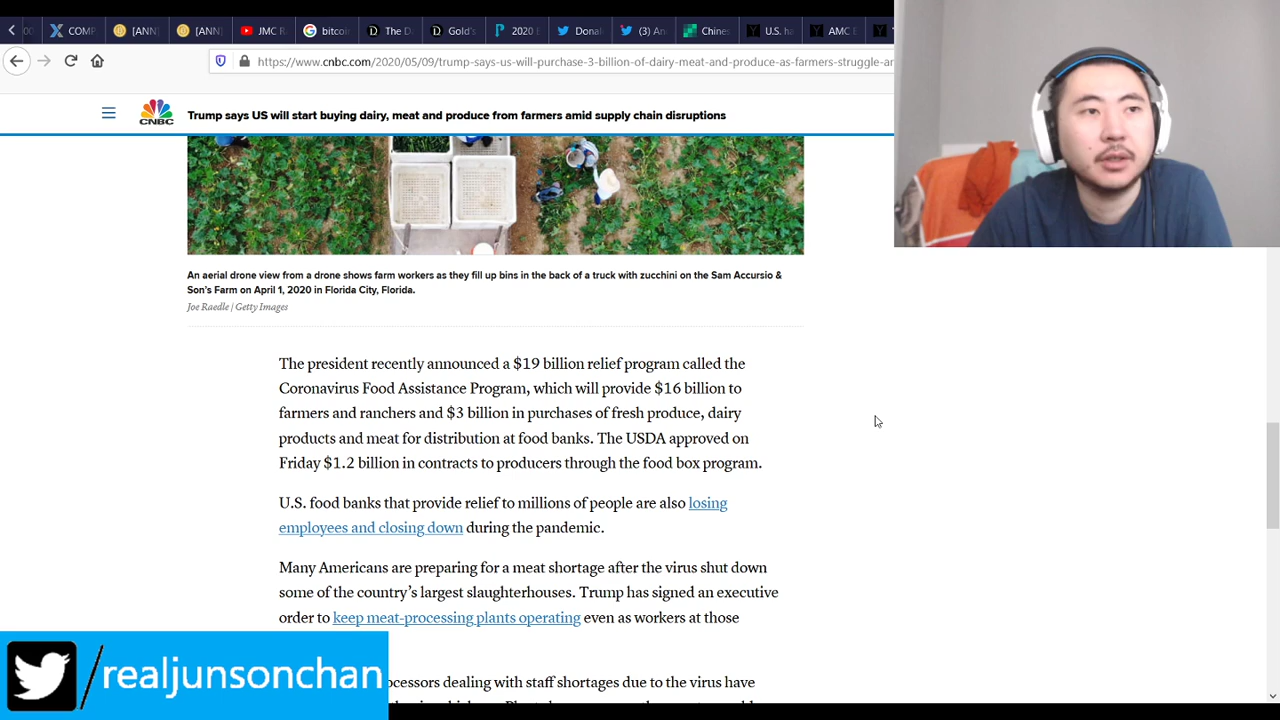 COMP
[ANN]
[ANN]
JMC R
bitcoin
The D
Gold's
2020
Donal
(3) An
Chines
U.S. ha
AMC E
https://www.cnbc.com/2020/05/09/trump-says-us-will-purchase-3-billion-of-dairy-meat-and-produce-as-farmers-struggle-ar
CNBC
Trump says US will start buying dairy, meat and produce from farmers amid supply chain disruptions
An aerial drone view from a drone shows farm workers as they fill up bins in the back of a truck with zucchini on the Sam Accursio &
Son's Farm on April 1, 2020 in Florida City, Florida.
Joe Raedle | Getty Images
The president recently announced a $19 billion relief program called the
Coronavirus Food Assistance Program, which will provide $16 billion to
farmers and ranchers and $3 billion in purchases of fresh produce, dairy
products and meat for distribution at food banks. The USDA approved on
Friday $1.2 billion in contracts to producers through the food box program.
U.S. food banks that provide relief to millions of people are also losing
employees and closing down during the pandemic.
Many Americans are preparing for a meat shortage after the virus shut down
some of the country's largest slaughterhouses. Trump has signed an executive
order to keep meat-processing plants operating even as workers at those
ocessors dealing with staff shortages due to the virus have
/realjunsonchan